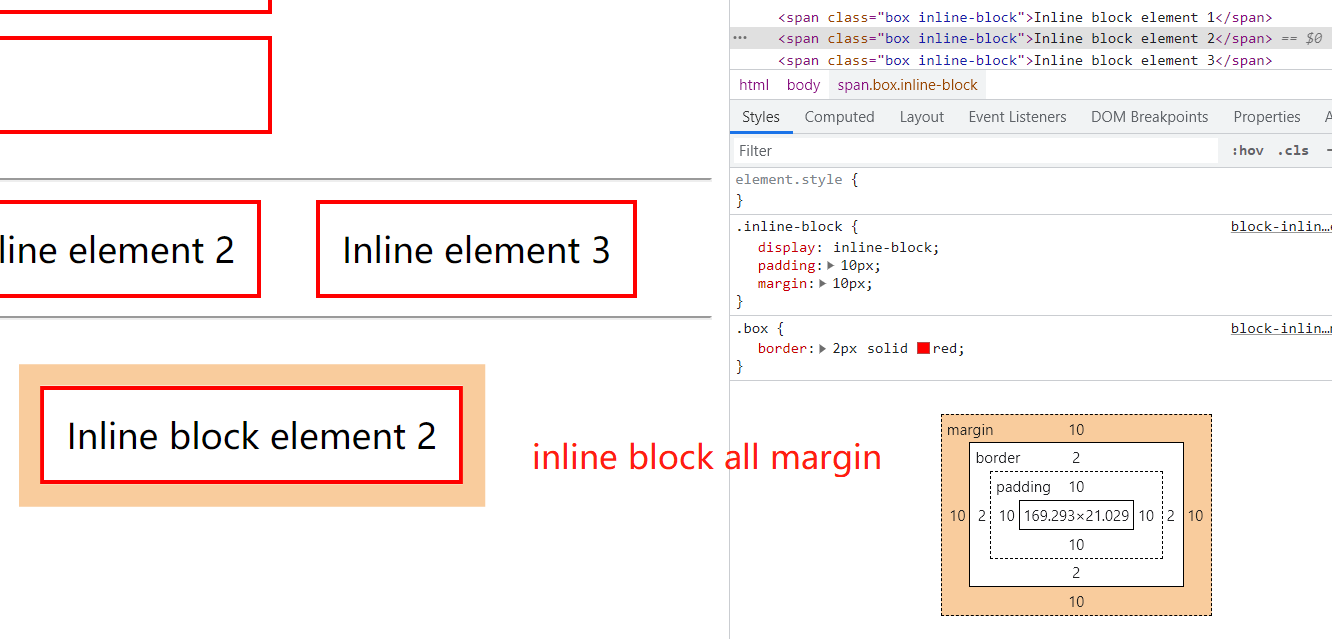 <span class="box inline-block">Inline block element 1</span>
··· <span class="box inline-block">Inline block element 2</span> == $0
<span class="box inline-block">Inline block element 3</span>
html body span.box.inline-block
Styles Computed Layout Event Listeners DOM Breakpoints Properties A
Filter :hov .cls
element.style {
}
.inline-block { block-inlin…
display: inline-block;
padding: ▶ 10px;
margin: ▶ 10px;
}
.box { block-inlin…
border: ▶ 2px solid red;
}
line element 2
Inline element 3
Inline block element 2
inline block all margin
margin 10
border 2
padding 10
10 2 10 169.293×21.029 10 2 10
10
2
10